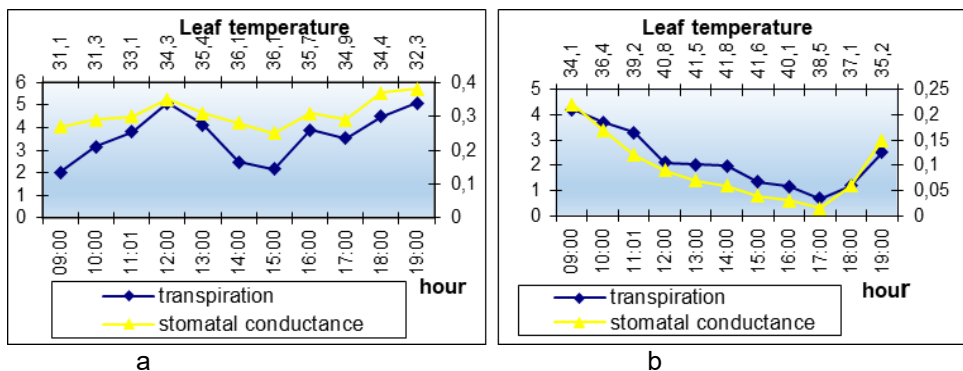 Leaf temperature
31,1 31,3 33,1 34,3 35,4 36,1 36,1 35,7 34,9 34,4 32,3
6 0,4
5
4 0,3
3 0,2
2
1 0,1
0 0
09:00 10:00 11:01 12:00 13:00 14:00 15:00 16:00 17:00 18:00 19:00
hour
transpiration
stomatal conductance
a
Leaf temperature
34,1 36,4 39,2 40,8 41,5 41,8 41,6 40,1 38,5 37,1 35,2
5 0,25
4 0,2
3 0,15
2 0,1
1 0,05
0 0
09:00 10:00 11:01 12:00 13:00 14:00 15:00 16:00 17:00 18:00 19:00
hour
transpiration
stomatal conductance
b